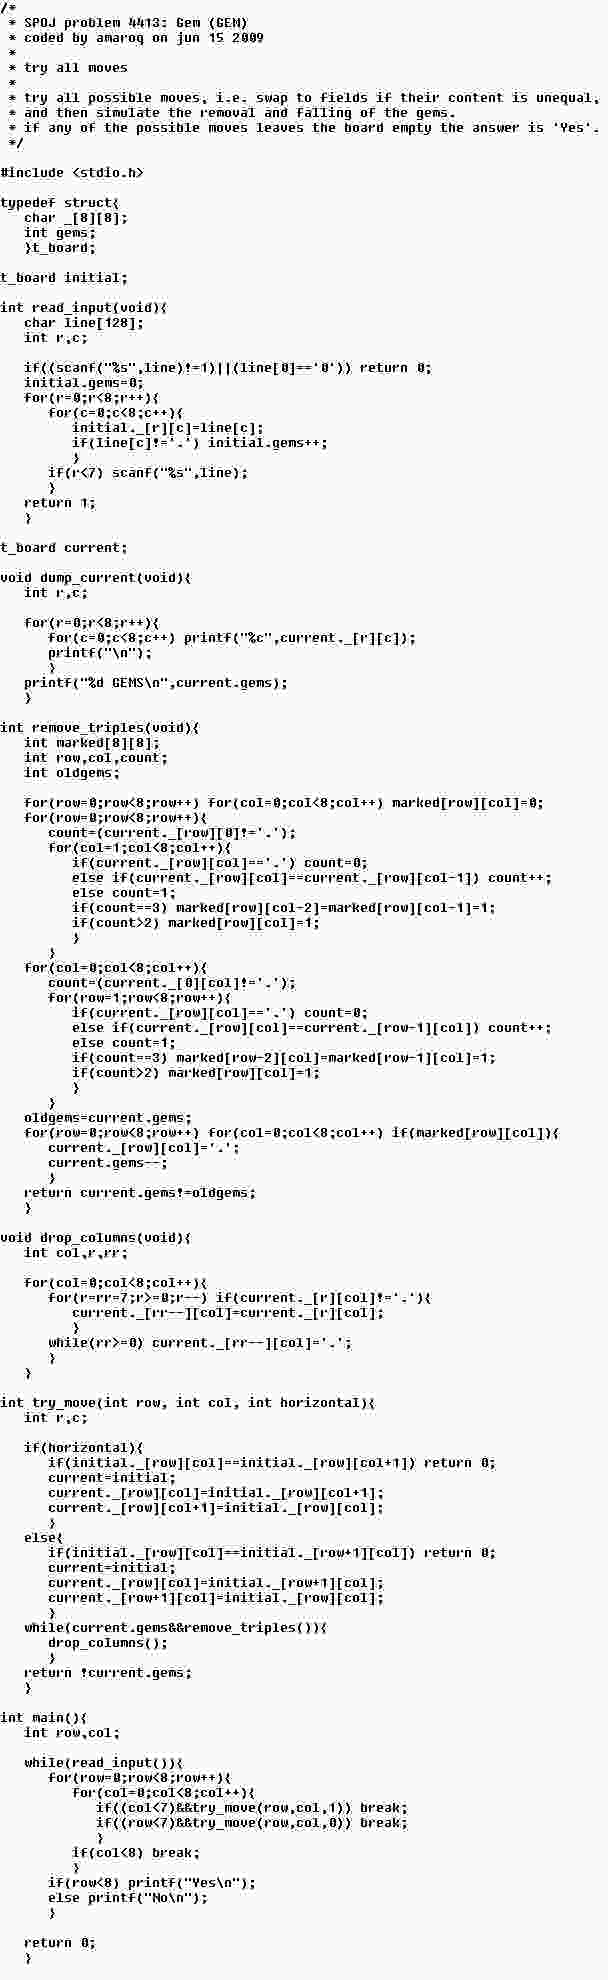 /*
 * SPOJ problem 4413: Gem (GEM)
 * coded by amaroq on jun 15 2009
 *
 * try all moves
 *
 * try all possible moves, i.e. swap to fields if their content is unequal,
 * and then simulate the removal and falling of the gems.
 * if any of the possible moves leaves the board empty the answer is 'Yes'.
 */

#include <stdio.h>

typedef struct{
   char _[8][8];
   int gems;
   }t_board;

t_board initial;

int read_input(void){
   char line[128];
   int r,c;

   if((scanf("%s",line)!=1)||(line[0]=='0')) return 0;
   initial.gems=0;
   for(r=0;r<8;r++){
      for(c=0;c<8;c++){
         initial._[r][c]=line[c];
         if(line[c]!='.') initial.gems++;
         }
      if(r<7) scanf("%s",line);
      }
   return 1;
   }

t_board current;

void dump_current(void){
   int r,c;

   for(r=0;r<8;r++){
      for(c=0;c<8;c++) printf("%c",current._[r][c]);
      printf("\n");
      }
   printf("%d GEMS\n",current.gems);
   }

int remove_triples(void){
   int marked[8][8];
   int row,col,count;
   int oldgems;

   for(row=0;row<8;row++) for(col=0;col<8;col++) marked[row][col]=0;
   for(row=0;row<8;row++){
      count=(current._[row][0]!='.');
      for(col=1;col<8;col++){
         if(current._[row][col]=='.') count=0;
         else if(current._[row][col]==current._[row][col-1]) count++;
         else count=1;
         if(count==3) marked[row][col-2]=marked[row][col-1]=1;
         if(count>2) marked[row][col]=1;
         }
      }
   for(col=0;col<8;col++){
      count=(current._[0][col]!='.');
      for(row=1;row<8;row++){
         if(current._[row][col]=='.') count=0;
         else if(current._[row][col]==current._[row-1][col]) count++;
         else count=1;
         if(count==3) marked[row-2][col]=marked[row-1][col]=1;
         if(count>2) marked[row][col]=1;
         }
      }
   oldgems=current.gems;
   for(row=0;row<8;row++) for(col=0;col<8;col++) if(marked[row][col]){
      current._[row][col]='.';
      current.gems--;
      }
   return current.gems!=oldgems;
   }

void drop_columns(void){
   int col,r,rr;

   for(col=0;col<8;col++){
      for(r=rr=7;r>=0;r--) if(current._[r][col]!='.'){
         current._[rr--][col]=current._[r][col];
         }
      while(rr>=0) current._[rr--][col]='.';
      }
   }

int try_move(int row, int col, int horizontal){
   int r,c;

   if(horizontal){
      if(initial._[row][col]==initial._[row][col+1]) return 0;
      current=initial;
      current._[row][col]=initial._[row][col+1];
      current._[row][col+1]=initial._[row][col];
      }
   else{
      if(initial._[row][col]==initial._[row+1][col]) return 0;
      current=initial;
      current._[row][col]=initial._[row+1][col];
      current._[row+1][col]=initial._[row][col];
      }
   while(current.gems&&remove_triples()){
      drop_columns();
      }
   return !current.gems;
   }

int main(){
   int row,col;

   while(read_input()){
      for(row=0;row<8;row++){
         for(col=0;col<8;col++){
            if((col<7)&&try_move(row,col,1)) break;
            if((row<7)&&try_move(row,col,0)) break;
            }
         if(col<8) break;
         }
      if(row<8) printf("Yes\n");
      else printf("No\n");
      }

   return 0;
   }